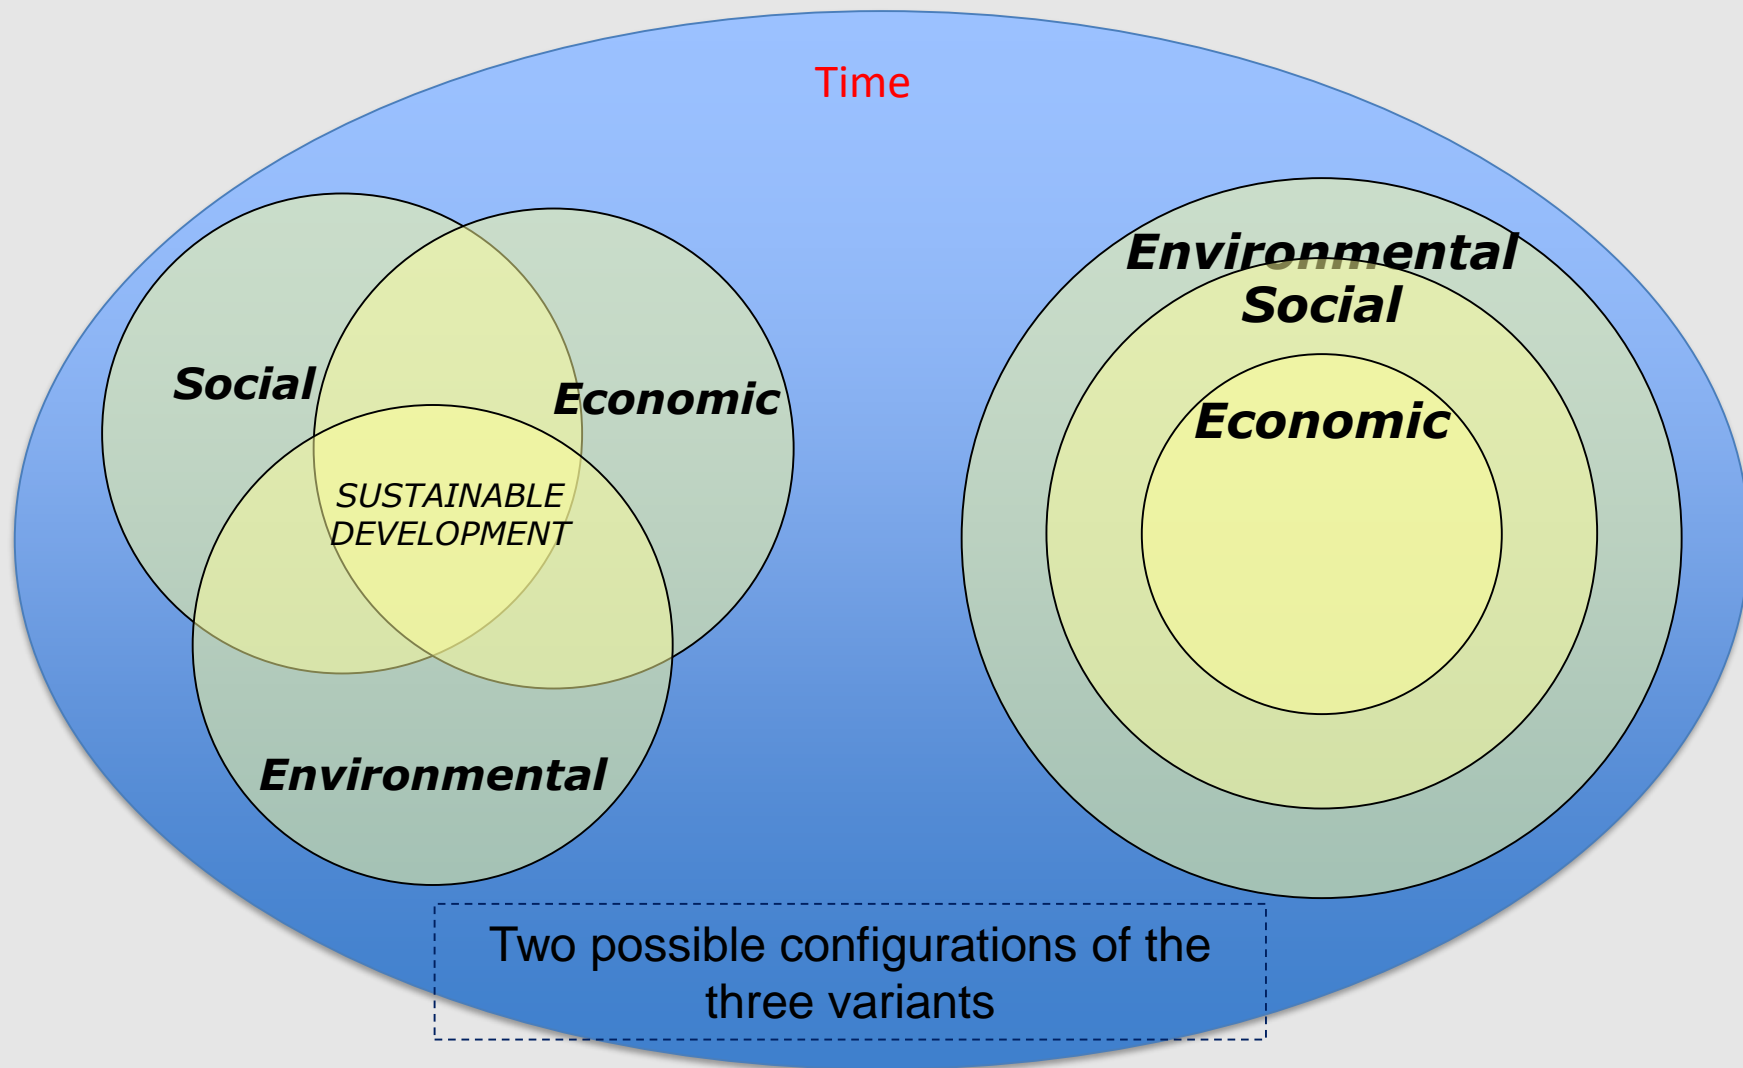 Time
Social
Economic
SUSTAINABLE
DEVELOPMENT
Environmental
Environmental
Social
Economic
Two possible configurations of the
three variants